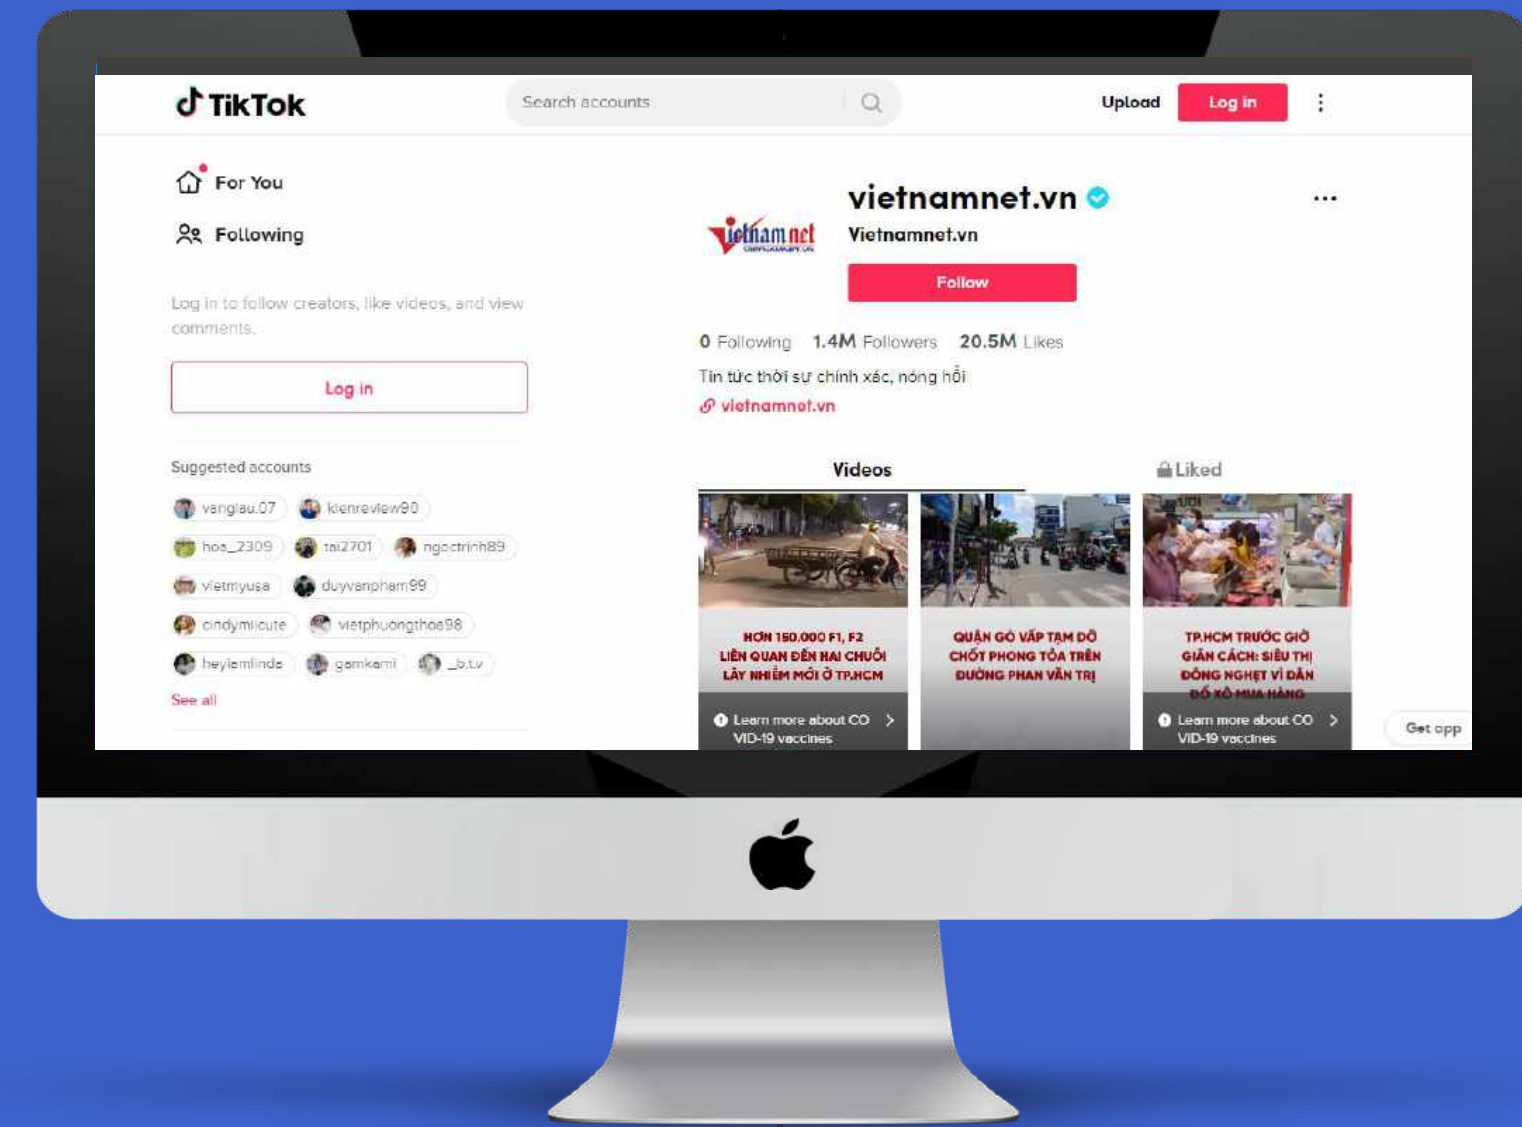 TikTok
Search accounts
Upload
Log in
For You
Following
Log in to follow creators, like videos, and view
comments.
Log in
Suggested accounts
vanglau.07
kienreview90
hoa_2309
tai2701
ngoctrinh89
vietmyusa
duyvanpham99
cindymiicute
vietphuongthoa98
heyiamlinda
gamkami
_b.t.v
See all
vietnamnet.vn
Vietnamnet.vn
Vietnamnet
Follow
0 Following 1.4M Followers 20.5M Likes
Tin tức thời sự chính xác, nóng hổi
vietnamnet.vn
Videos
Liked
HƠN 150.000 F1, F2
LIÊN QUAN ĐẾN HAI CHUỖI
LÂY NHIỄM MỚI Ở TP.HCM
Learn more about CO
VID-19 vaccines
QUẬN GÒ VẤP TẠM DỠ
CHỐT PHONG TỎA TRÊN
ĐƯỜNG PHAN VĂN TRỊ
TP.HCM TRƯỚC GIỜ
GIÃN CÁCH: SIÊU THỊ
ĐÔNG NGHẸT VÌ DÂN
ĐỔ XÔ MUA HÀNG
Learn more about CO
VID-19 vaccines
Get app